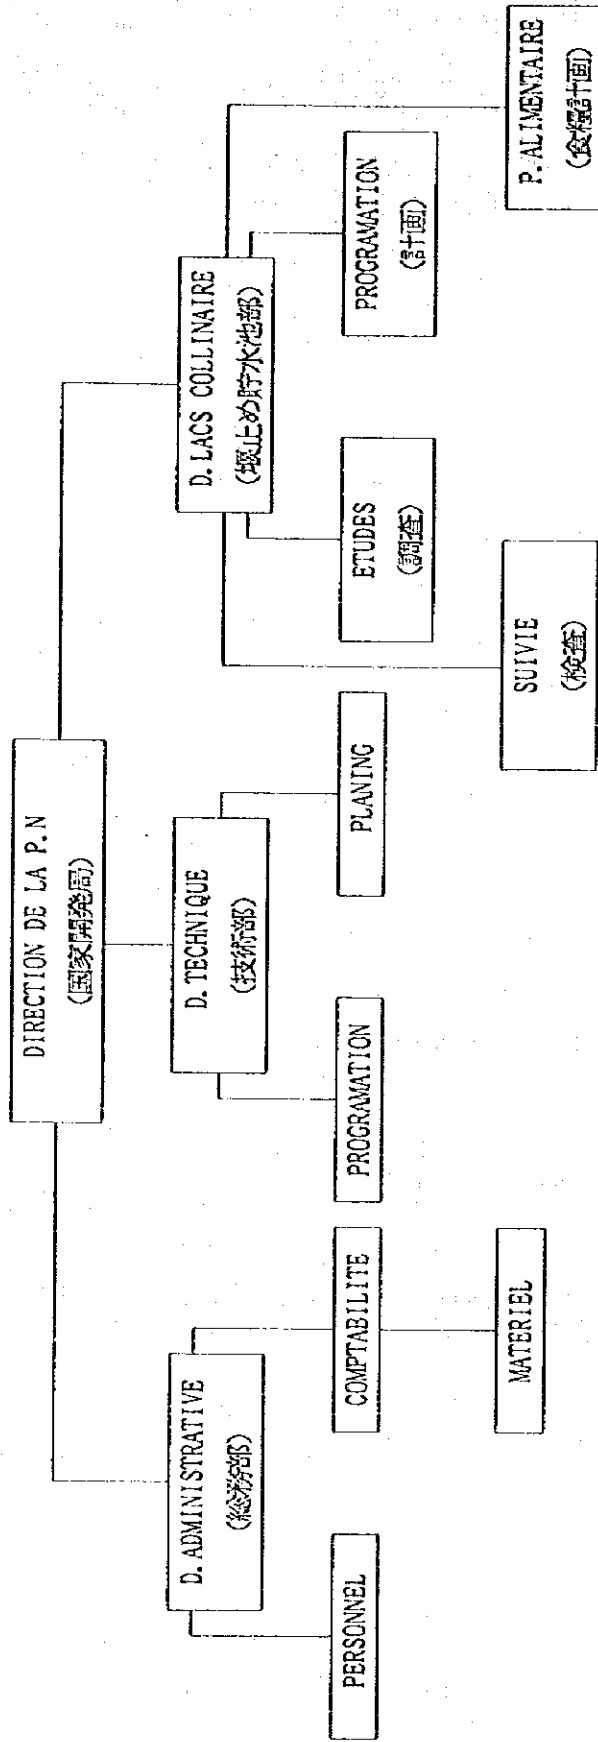 DIRECTION DE LA P.N
(国家開発局)
D. ADMINISTRATIVE
(総務部)
D. TECHNIQUE
(技術部)
D. LACS COLLINAIRE
(堰止め貯水池部)
PERSONNEL
COMPTABILITE
PROGRAMATION
PLANING
ETUDES
(調査)
PROGRAMATION
(計画)
MATERIEL
SUIVIE
(検査)
P. ALIMENTAIRE
(食糧計画)